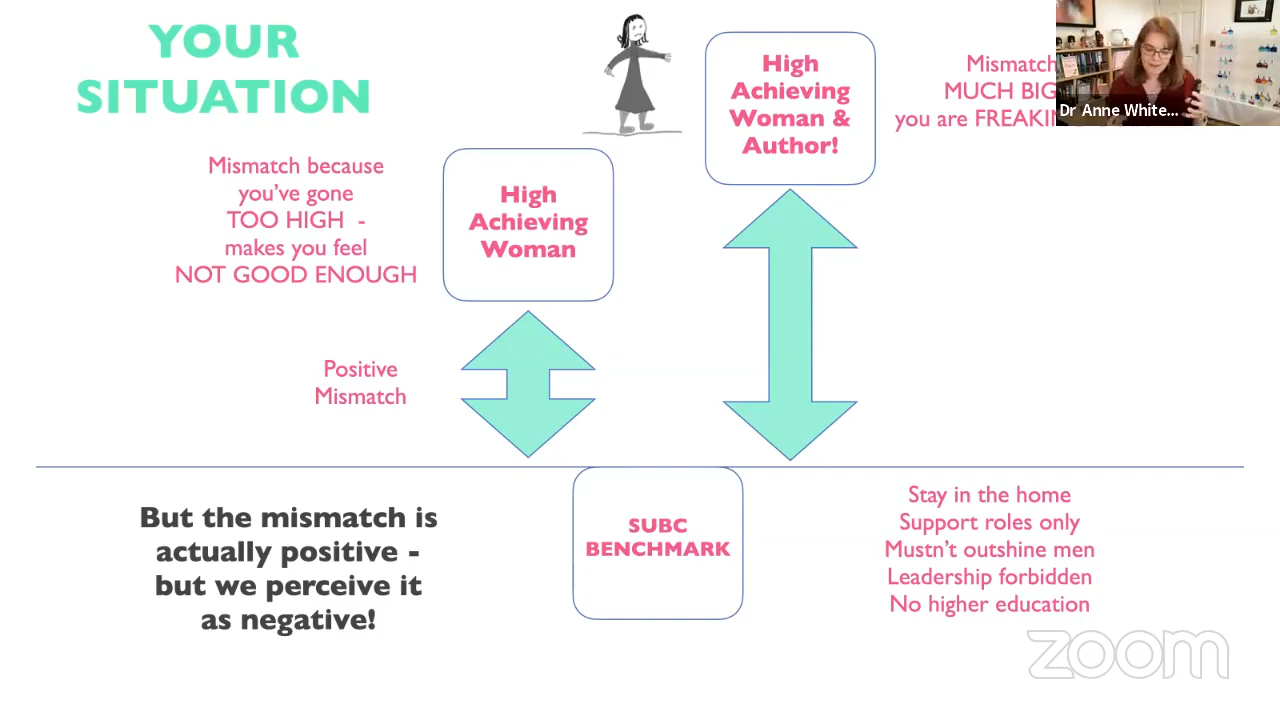 YOUR
SITUATION
Mismatch because
you've gone
TOO HIGH -
makes you feel
NOT GOOD ENOUGH
High
Achieving
Woman
High
Achieving
Woman &
Author!
Mismatch
MUCH BIG
you are FREAKIN
Dr Anne White...
Positive
Mismatch
But the mismatch is
actually positive -
but we perceive it
as negative!
SUBC
BENCHMARK
Stay in the home
Support roles only
Mustn't outshine men
Leadership forbidden
No higher education
zoom